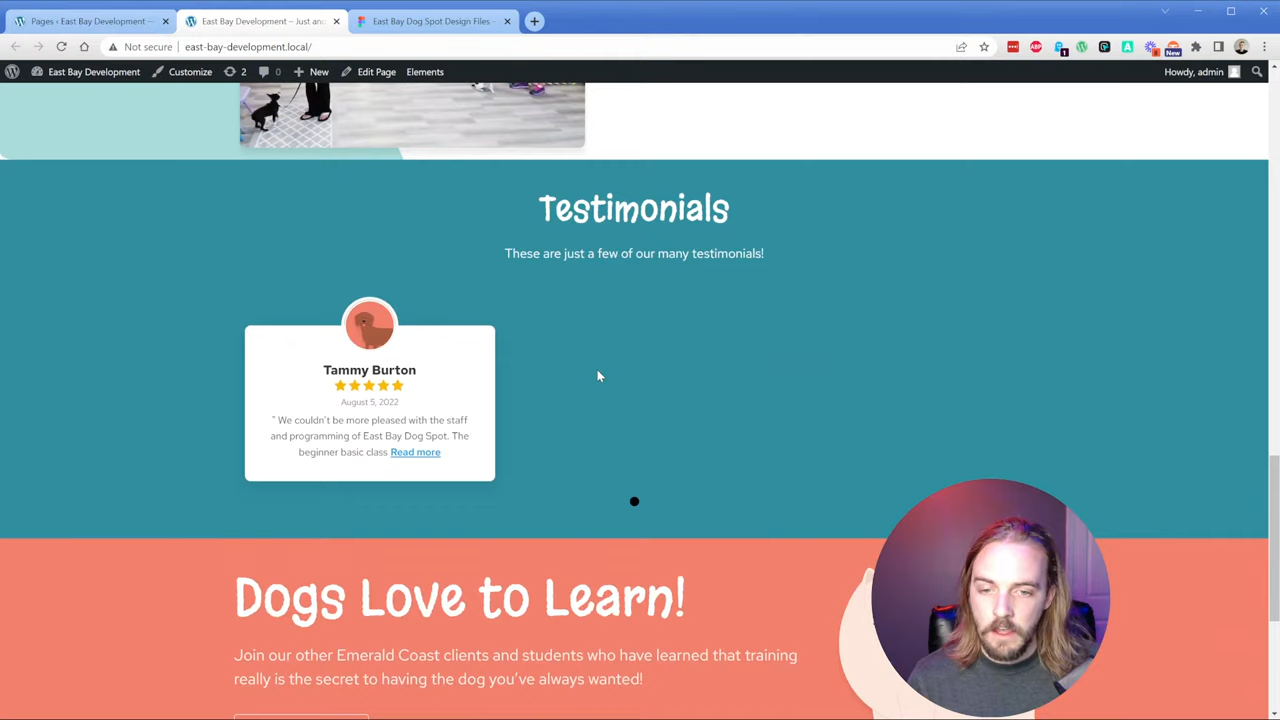 Pages ‹ East Bay Development —
East Bay Development – Just ano
East Bay Dog Spot Design Files –
Not secure east-bay-development.local/
ABP
1
6
New
East Bay Development Customize 2 0 New Edit Page Elements Howdy, admin
Testimonials
These are just a few of our many testimonials!
Tammy Burton
August 5, 2022
" We couldn't be more pleased with the staff
and programming of East Bay Dog Spot. The
beginner basic class Read more
Dogs Love to Learn!
Join our other Emerald Coast clients and students who have learned that training
really is the secret to having the dog you've always wanted!